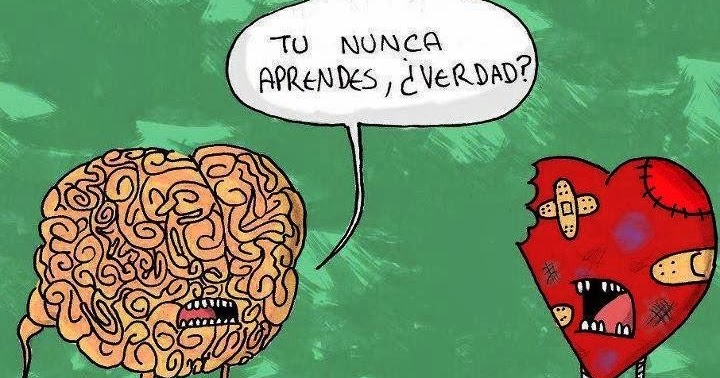 TU NUNCA
APRENDES, ¿VERDAD?